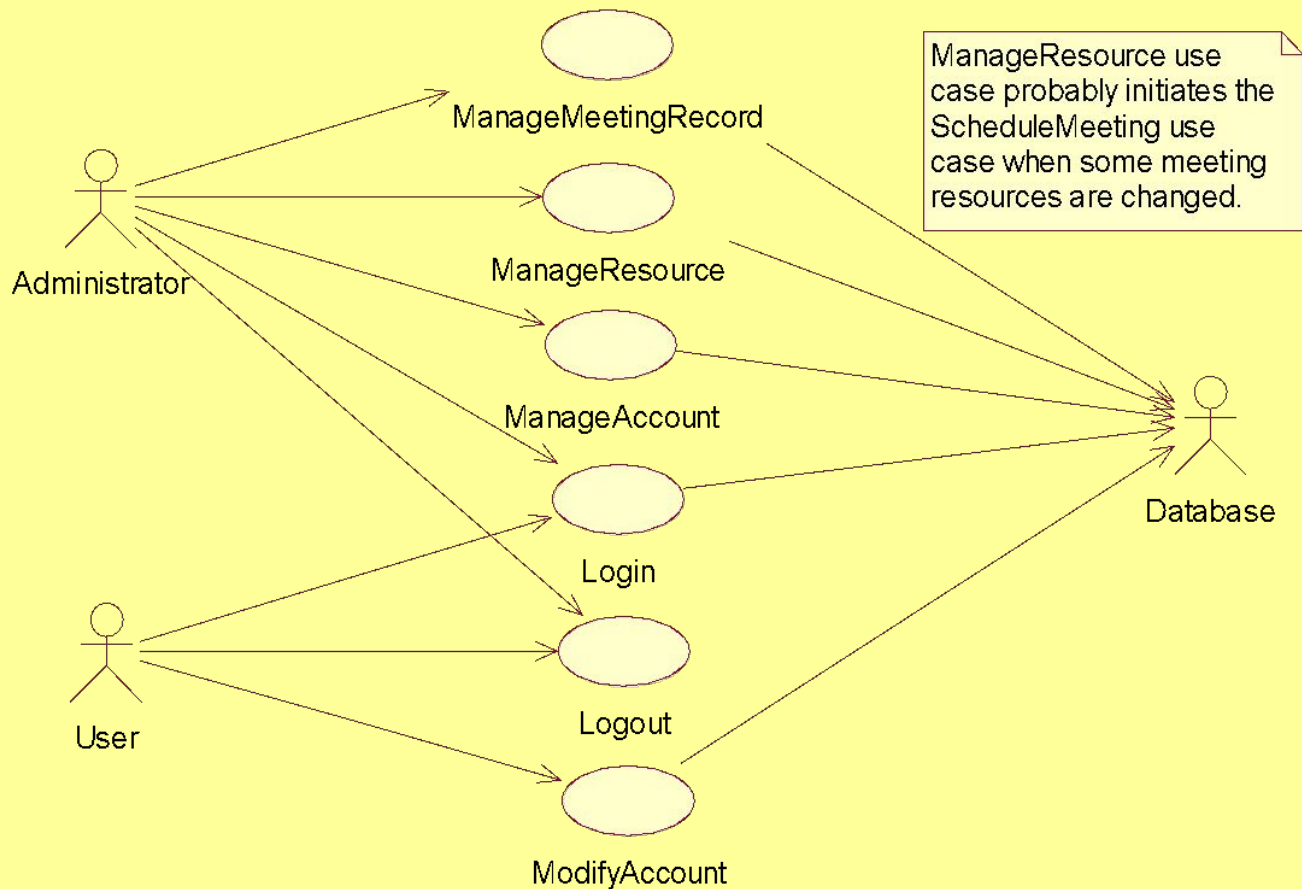 ManageMeetingRecord
ManageResource use
case probably initiates the
ScheduleMeeting use
case when some meeting
resources are changed.
Administrator
ManageResource
ManageAccount
Database
Login
User
Logout
ModifyAccount